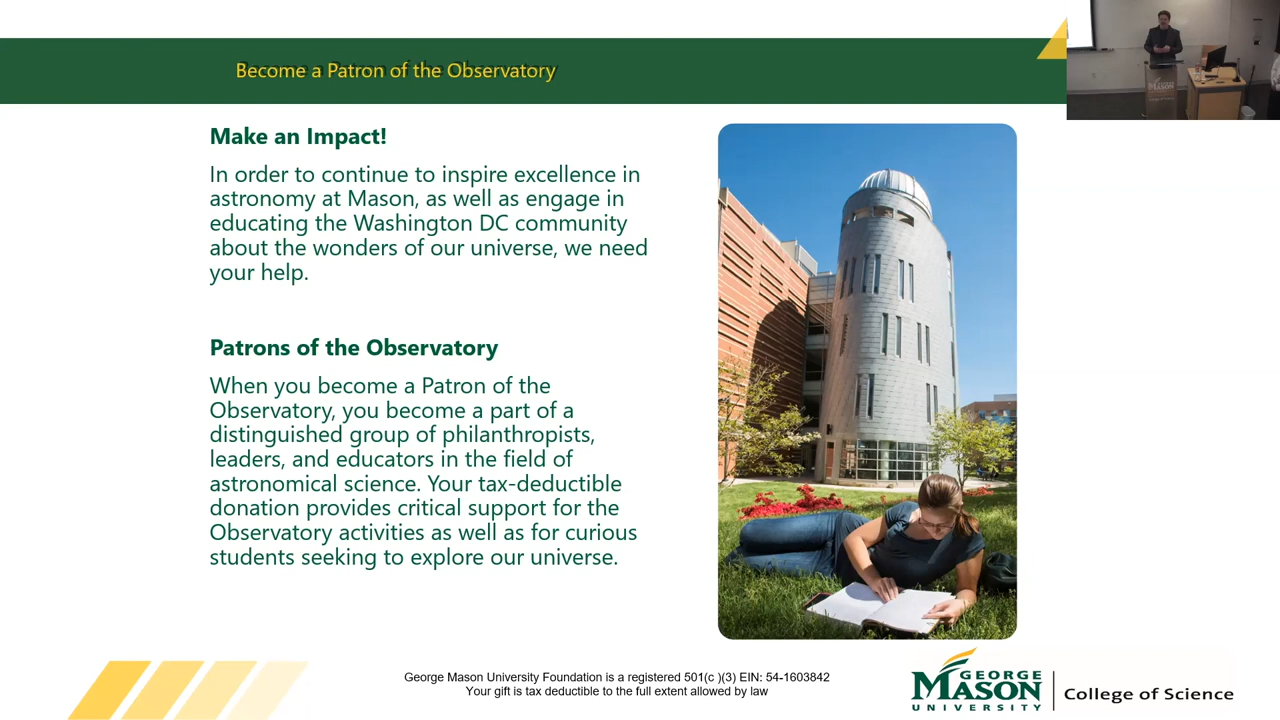 Become a Patron of the Observatory
Make an Impact!
In order to continue to inspire excellence in
astronomy at Mason, as well as engage in
educating the Washington DC community
about the wonders of our universe, we need
your help.
Patrons of the Observatory
When you become a Patron of the
Observatory, you become a part of a
distinguished group of philanthropists,
leaders, and educators in the field of
astronomical science. Your tax-deductible
donation provides critical support for the
Observatory activities as well as for curious
students seeking to explore our universe.
George Mason University Foundation is a registered 501(c )(3) EIN: 54-1603842
Your gift is tax deductible to the full extent allowed by law
GEORGE
MASON
UNIVERSITY
College of Science
MASON